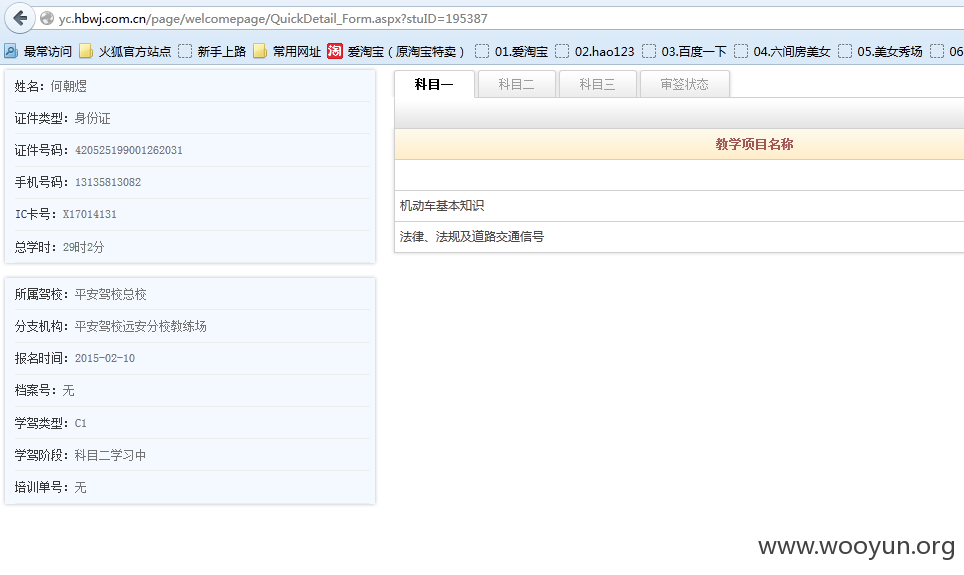 yc.hbwj.com.cn/page/welcomepage/QuickDetail_Form.aspx?stuID=195387
最常访问 火狐官方站点 新手上路 常用网址 淘 爱淘宝（原淘宝特卖） 01.爱淘宝 02.hao123 03.百度一下 04.六间房美女 05.美女秀场 06
姓名：何朝煜
证件类型：身份证
证件号码：420525199001262031
手机号码：13135813082
IC卡号：X17014131
总学时：29时2分
所属驾校：平安驾校总校
分支机构：平安驾校远安分校教练场
报名时间：2015-02-10
档案号：无
学驾类型：C1
学驾阶段：科目二学习中
培训单号：无
科目一 科目二 科目三 审签状态
教学项目名称
机动车基本知识
法律、法规及道路交通信号
www.wooyun.org